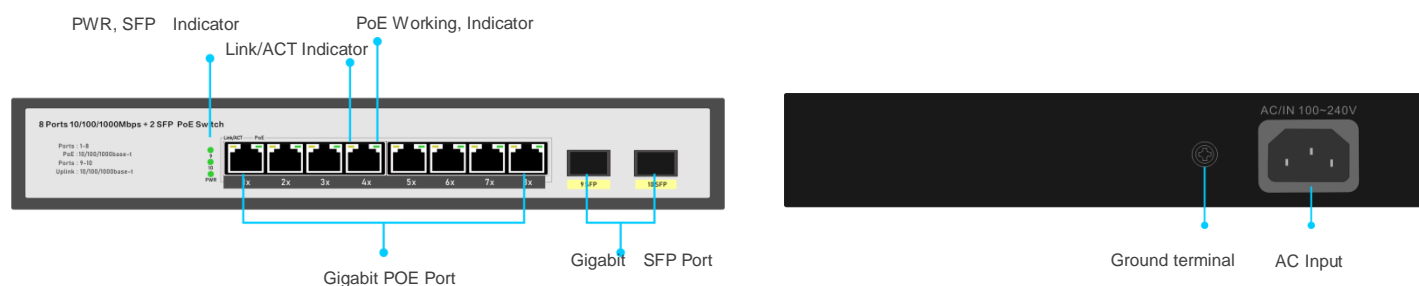 PWR, SFP Indicator
PoE Working, Indicator
Link/ACT Indicator
8 Ports 10/100/1000Mbps + 2 SFP PoE Switch
Ports : 1-8
PoE : 10/100/1000base-t
Ports : 9-10
Uplink : 10/100/1000base-t
9
10
PWR
Link/ACT PoE
1x 2x 3x 4x 5x 6x 7x 8x
9 SFP 10 SFP
Gigabit POE Port
Gigabit SFP Port
AC/IN 100~240V
Ground terminal
AC Input